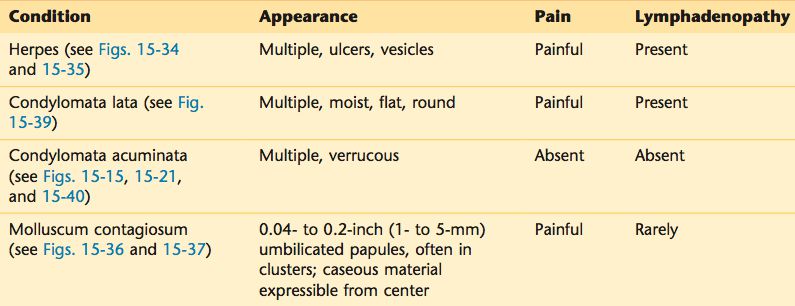 Condition Appearance Pain Lymphadenopathy
Herpes (see Figs. 15-34 Multiple, ulcers, vesicles Painful Present
and 15-35)
Condylomata lata (see Fig. Multiple, moist, flat, round Painful Present
15-39)
Condylomata acuminata Multiple, verrucous Absent Absent
(see Figs. 15-15, 15-21,
and 15-40)
Molluscum contagiosum 0.04- to 0.2-inch (1- to 5-mm) Painful Rarely
(see Figs. 15-36 and 15-37) umbilicated papules, often in
clusters; caseous material
expressible from center